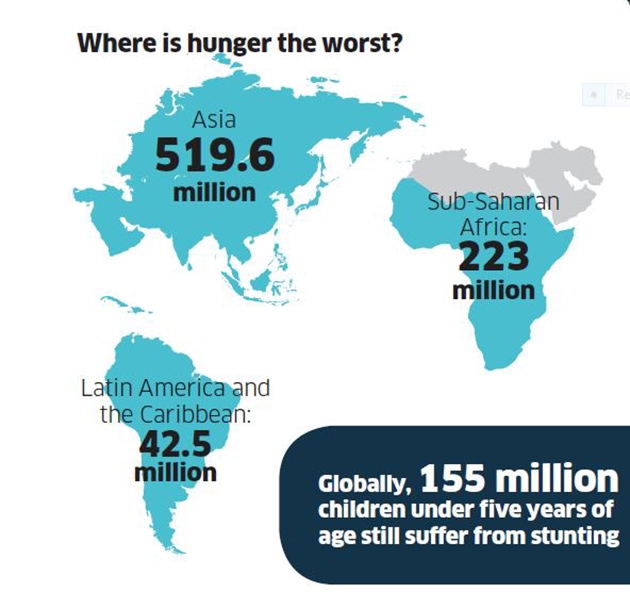 Where is hunger the worst?
Asia
519.6
million
Sub-Saharan
Africa:
223
million
Latin America and
the Caribbean:
42.5
million
Globally, 155 million
children under five years of
age still suffer from stunting